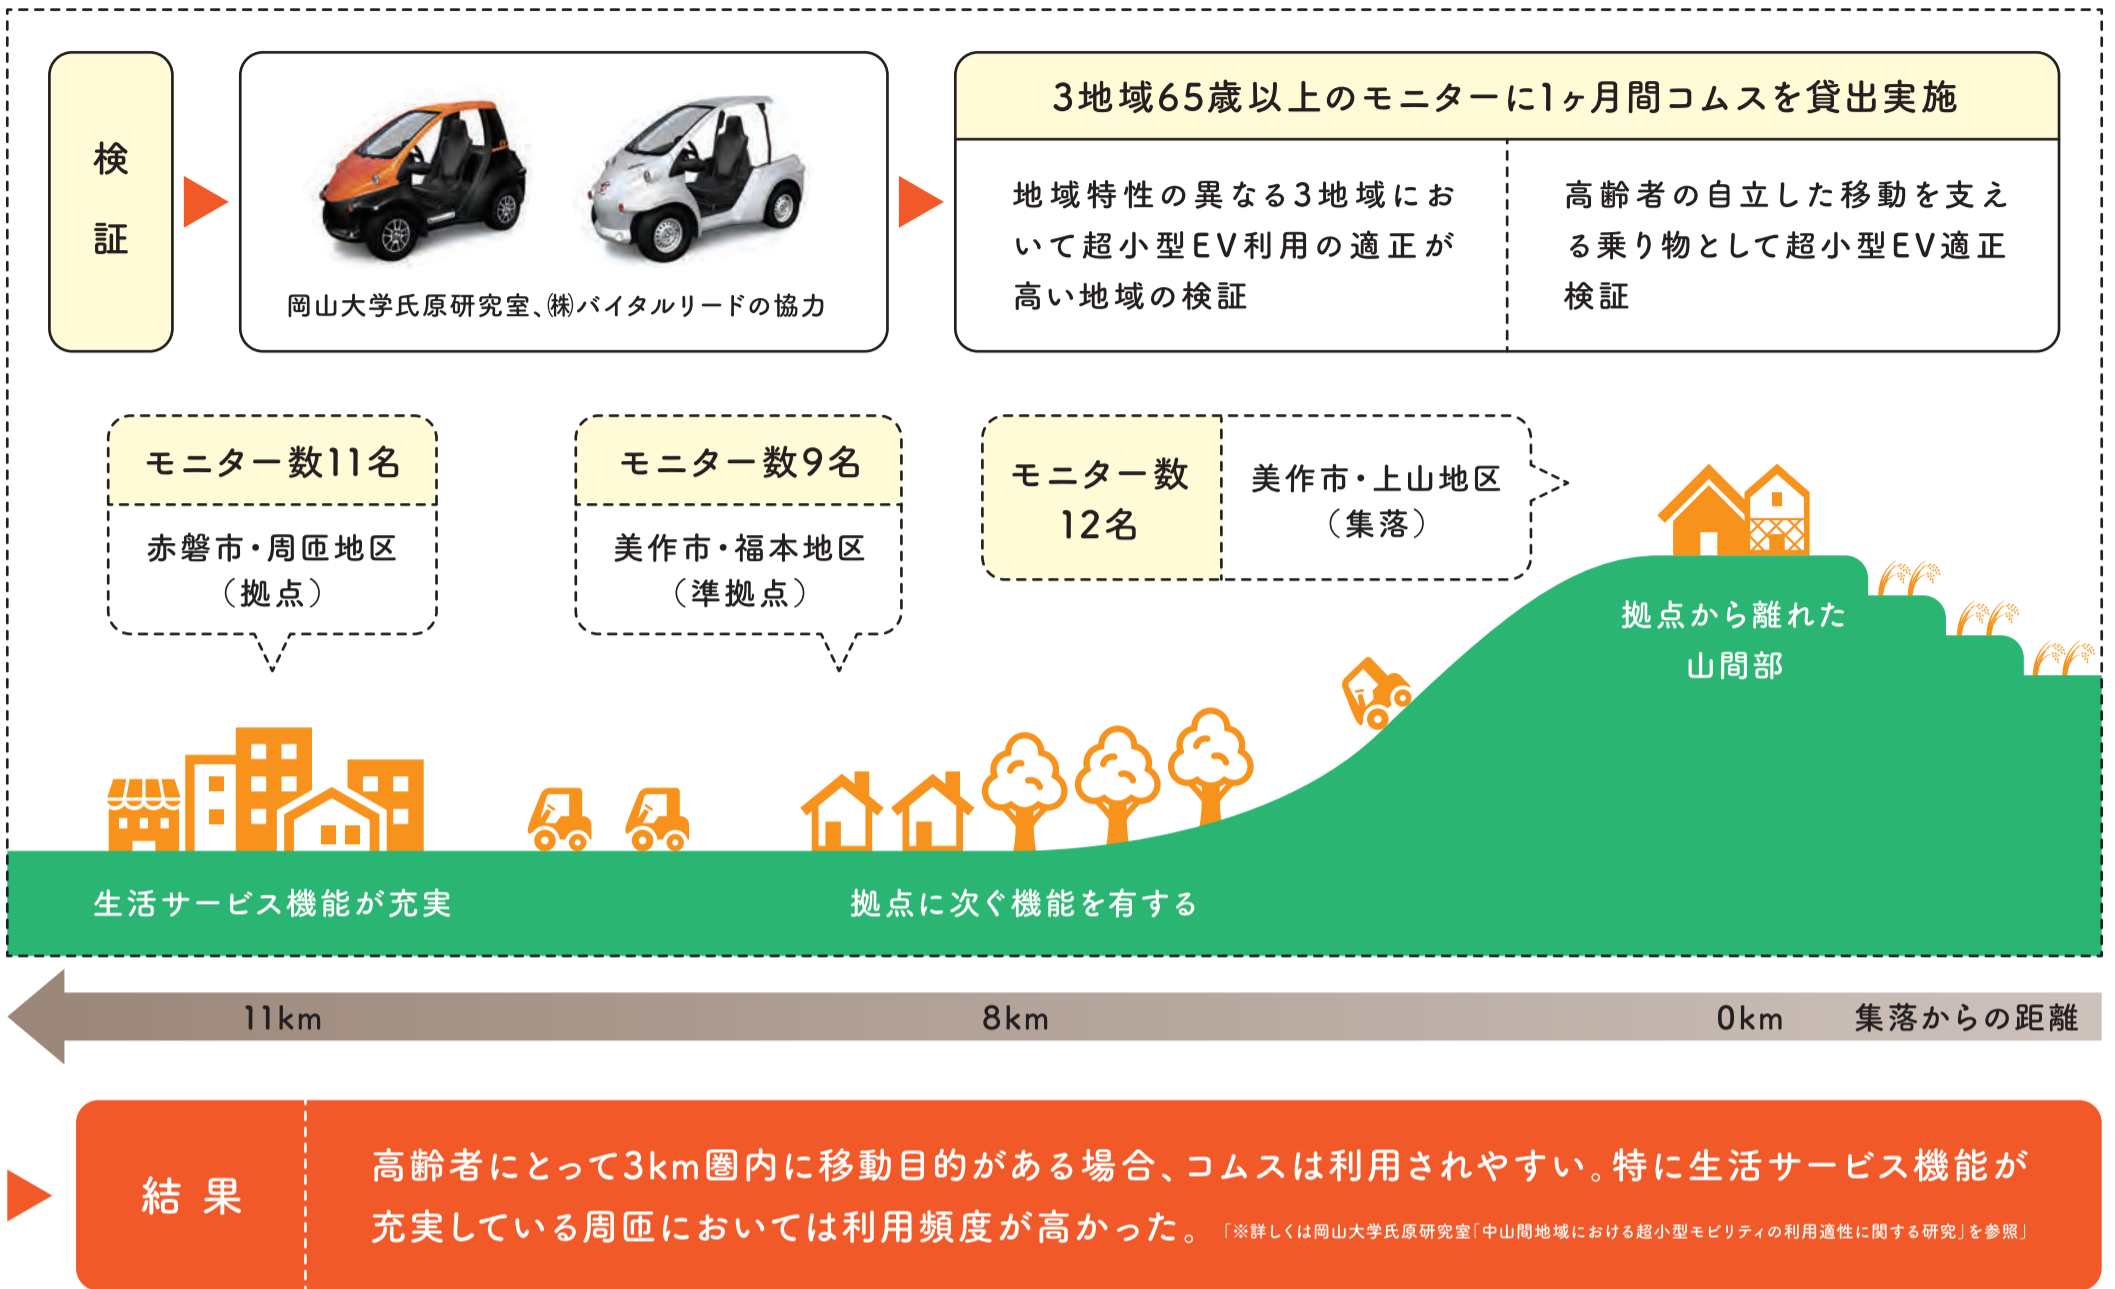 検
証
岡山大学氏原研究室、㈱バイタルリードの協力
3地域65歳以上のモニターに1ヶ月間コムスを貸出実施
地域特性の異なる3地域にお
いて超小型EV利用の適正が
高い地域の検証
高齢者の自立した移動を支え
る乗り物として超小型EV適正
検証
モニター数11名
赤磐市・周匝地区
（拠点）
モニター数9名
美作市・福本地区
（準拠点）
モニター数
12名
美作市・上山地区
（集落）
拠点から離れた
山間部
生活サービス機能が充実
拠点に次ぐ機能を有する
11km
8km
0km
集落からの距離
結果
高齢者にとって3km圏内に移動目的がある場合、コムスは利用されやすい。特に生活サービス機能が
充実している周匝においては利用頻度が高かった。「※詳しくは岡山大学氏原研究室「中山間地域における超小型モビリティの利用適性に関する研究」を参照」